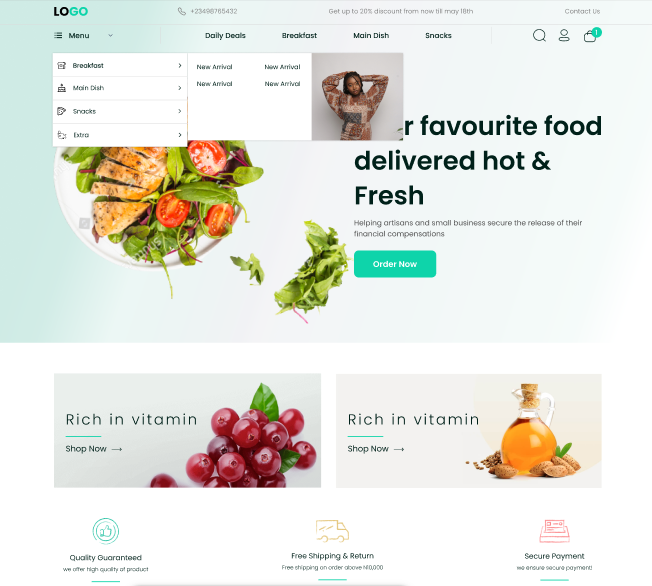 LOGO
+23498765432
Get up to 20% discount from now till may 18th
Contact Us
Menu
Daily Deals
Breakfast
Main Dish
Snacks
1
Breakfast
Main Dish
Snacks
Extra
New Arrival
New Arrival
New Arrival
New Arrival
r favourite food
delivered hot &
Fresh
Helping artisans and small business secure the release of their
financial compensations
Order Now
Rich in vitamin
Shop Now
Rich in vitamin
Shop Now
Quality Guaranteed
we offer high quality of product
Free Shipping & Return
Free shipping on order above N10,000
Secure Payment
we ensure secure payment!